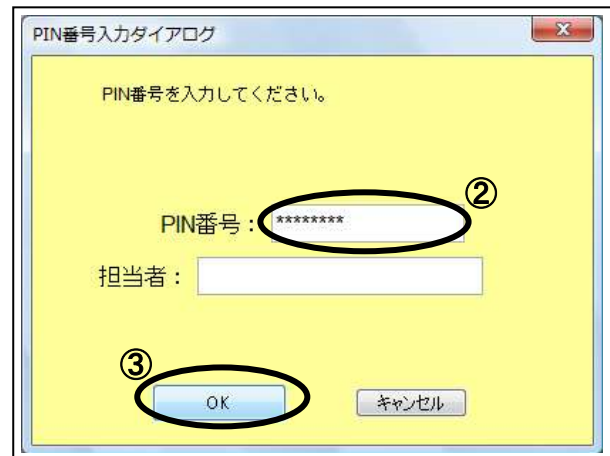 PIN番号入力ダイアログ
PIN番号を入力してください。
②
PIN番号： ********
担当者：
③
OK キャンセル